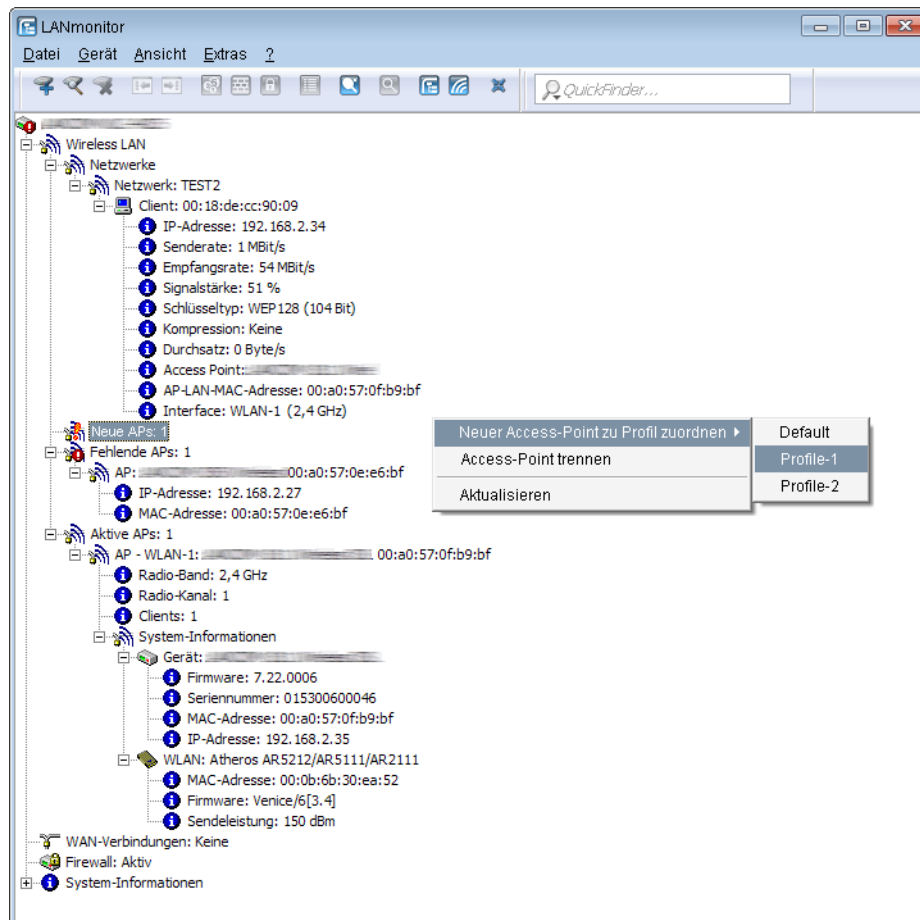 LANmonitor
Datei Gerät Ansicht Extras ?
QuickFinder...
Wireless LAN
Netzwerke
Netzwerk: TEST2
Client: 00:18:de:cc:90:09
IP-Adresse: 192.168.2.34
Senderate: 1 MBit/s
Empfangsrate: 54 MBit/s
Signalstärke: 51 %
Schlüsseltyp: WEP128 (104 Bit)
Kompression: Keine
Durchsatz: 0 Byte/s
Access Point:
AP-LAN-MAC-Adresse: 00:a0:57:0f:b9:bf
Interface: WLAN-1 (2,4 GHz)
Neue APs: 1
Neuer Access-Point zu Profil zuordnen
Default
Access-Point trennen
Profile-1
Aktualisieren
Profile-2
Fehlende APs: 1
AP: 00:a0:57:0e:e6:bf
IP-Adresse: 192.168.2.27
MAC-Adresse: 00:a0:57:0e:e6:bf
Aktive APs: 1
AP - WLAN-1: 00:a0:57:0f:b9:bf
Radio-Band: 2,4 GHz
Radio-Kanal: 1
Clients: 1
System-Informationen
Gerät:
Firmware: 7.22.0006
Seriennummer: 015300600046
MAC-Adresse: 00:a0:57:0f:b9:bf
IP-Adresse: 192.168.2.35
WLAN: Atheros AR5212/AR5111/AR2111
MAC-Adresse: 00:0b:6b:30:ea:52
Firmware: Venice/6[3.4]
Sendeleistung: 150 dBm
WAN-Verbindungen: Keine
Firewall: Aktiv
System-Informationen